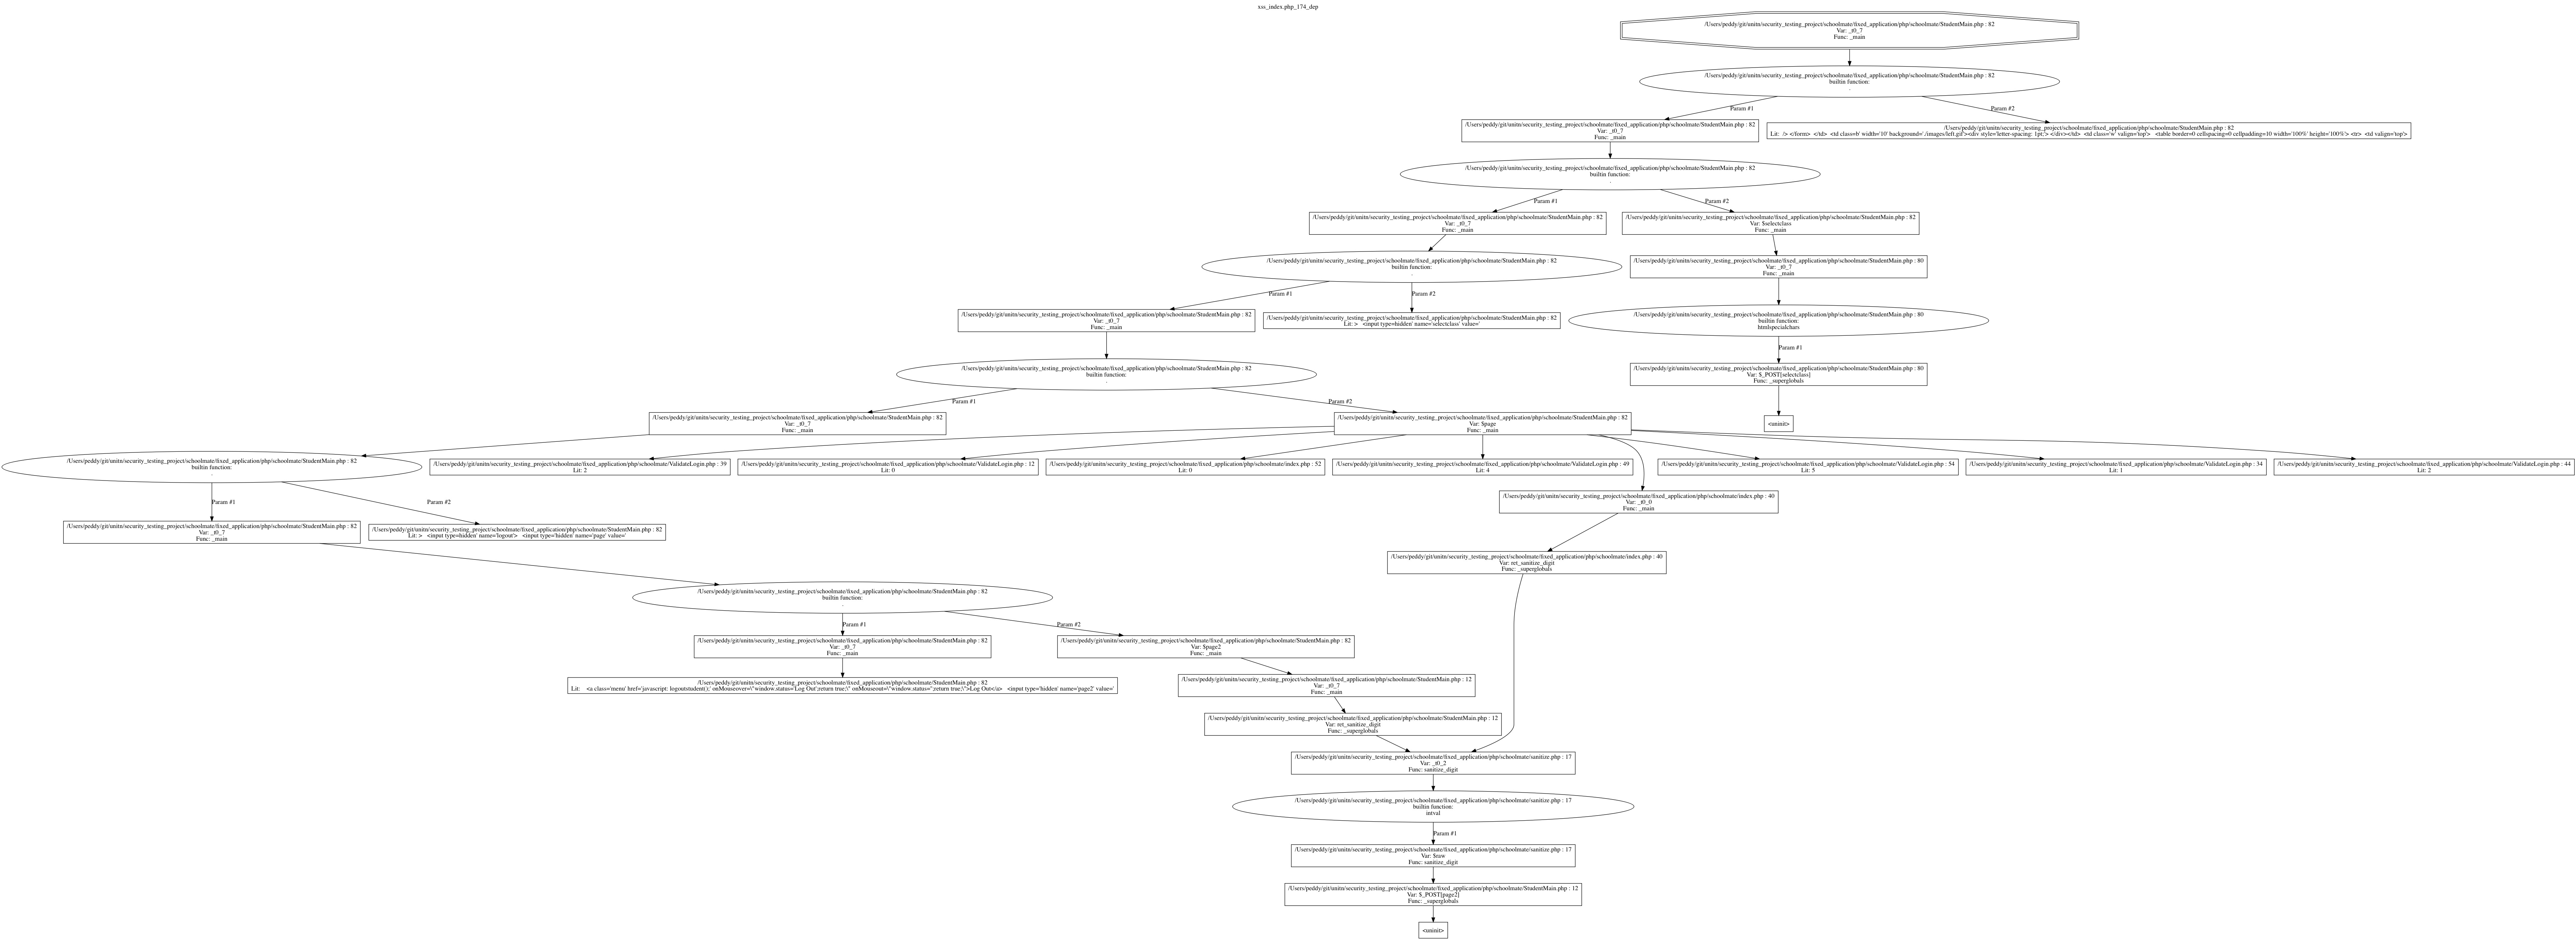 xss_index.php_174_dep
/Users/peddy/git/unitn/security_testing_project/schoolmate/fixed_application/php/schoolmate/StudentMain.php : 82
Var: _t0_7
Func: _main
/Users/peddy/git/unitn/security_testing_project/schoolmate/fixed_application/php/schoolmate/StudentMain.php : 82
builtin function:
.
Param #1
Param #2
/Users/peddy/git/unitn/security_testing_project/schoolmate/fixed_application/php/schoolmate/StudentMain.php : 82
Var: _t0_7
Func: _main
/Users/peddy/git/unitn/security_testing_project/schoolmate/fixed_application/php/schoolmate/StudentMain.php : 82
Lit: /> </form> </td> <td class='b' width='10' background='./images/left.gif'><div style='letter-spacing: 1pt;'> </div></td> <td class='w' valign='top'> <table border=0 cellspacing=0 cellpadding=10 width='100%' height='100%'> <tr> <td valign='top'>
/Users/peddy/git/unitn/security_testing_project/schoolmate/fixed_application/php/schoolmate/StudentMain.php : 82
builtin function:
.
Param #1
Param #2
/Users/peddy/git/unitn/security_testing_project/schoolmate/fixed_application/php/schoolmate/StudentMain.php : 82
Var: _t0_7
Func: _main
/Users/peddy/git/unitn/security_testing_project/schoolmate/fixed_application/php/schoolmate/StudentMain.php : 82
Var: $selectclass
Func: _main
/Users/peddy/git/unitn/security_testing_project/schoolmate/fixed_application/php/schoolmate/StudentMain.php : 82
builtin function:
.
/Users/peddy/git/unitn/security_testing_project/schoolmate/fixed_application/php/schoolmate/StudentMain.php : 80
Var: _t0_7
Func: _main
Param #1
Param #2
/Users/peddy/git/unitn/security_testing_project/schoolmate/fixed_application/php/schoolmate/StudentMain.php : 82
Var: _t0_7
Func: _main
/Users/peddy/git/unitn/security_testing_project/schoolmate/fixed_application/php/schoolmate/StudentMain.php : 82
Lit: > <input type=hidden' name='selectclass' value='
/Users/peddy/git/unitn/security_testing_project/schoolmate/fixed_application/php/schoolmate/StudentMain.php : 80
builtin function:
htmlspecialchars
Param #1
/Users/peddy/git/unitn/security_testing_project/schoolmate/fixed_application/php/schoolmate/StudentMain.php : 82
builtin function:
.
/Users/peddy/git/unitn/security_testing_project/schoolmate/fixed_application/php/schoolmate/StudentMain.php : 80
Var: $_POST[selectclass]
Func: _superglobals
Param #1
Param #2
/Users/peddy/git/unitn/security_testing_project/schoolmate/fixed_application/php/schoolmate/StudentMain.php : 82
Var: _t0_7
Func: _main
/Users/peddy/git/unitn/security_testing_project/schoolmate/fixed_application/php/schoolmate/StudentMain.php : 82
Var: $page
Func: _main
<uninit>
/Users/peddy/git/unitn/security_testing_project/schoolmate/fixed_application/php/schoolmate/StudentMain.php : 82
builtin function:
.
/Users/peddy/git/unitn/security_testing_project/schoolmate/fixed_application/php/schoolmate/ValidateLogin.php : 39
Lit: 2
/Users/peddy/git/unitn/security_testing_project/schoolmate/fixed_application/php/schoolmate/ValidateLogin.php : 12
Lit: 0
/Users/peddy/git/unitn/security_testing_project/schoolmate/fixed_application/php/schoolmate/index.php : 52
Lit: 0
/Users/peddy/git/unitn/security_testing_project/schoolmate/fixed_application/php/schoolmate/ValidateLogin.php : 49
Lit: 4
/Users/peddy/git/unitn/security_testing_project/schoolmate/fixed_application/php/schoolmate/ValidateLogin.php : 54
Lit: 5
/Users/peddy/git/unitn/security_testing_project/schoolmate/fixed_application/php/schoolmate/ValidateLogin.php : 34
Lit: 1
/Users/peddy/git/unitn/security_testing_project/schoolmate/fixed_application/php/schoolmate/ValidateLogin.php : 44
Lit: 2
Param #1
Param #2
/Users/peddy/git/unitn/security_testing_project/schoolmate/fixed_application/php/schoolmate/index.php : 40
Var: _t0_0
Func: _main
/Users/peddy/git/unitn/security_testing_project/schoolmate/fixed_application/php/schoolmate/StudentMain.php : 82
Var: _t0_7
Func: _main
/Users/peddy/git/unitn/security_testing_project/schoolmate/fixed_application/php/schoolmate/StudentMain.php : 82
Lit: > <input type=hidden' name='logout'> <input type='hidden' name='page' value='
/Users/peddy/git/unitn/security_testing_project/schoolmate/fixed_application/php/schoolmate/index.php : 40
Var: ret_sanitize_digit
Func: _superglobals
/Users/peddy/git/unitn/security_testing_project/schoolmate/fixed_application/php/schoolmate/StudentMain.php : 82
builtin function:
.
Param #1
Param #2
/Users/peddy/git/unitn/security_testing_project/schoolmate/fixed_application/php/schoolmate/StudentMain.php : 82
Var: _t0_7
Func: _main
/Users/peddy/git/unitn/security_testing_project/schoolmate/fixed_application/php/schoolmate/StudentMain.php : 82
Var: $page2
Func: _main
/Users/peddy/git/unitn/security_testing_project/schoolmate/fixed_application/php/schoolmate/StudentMain.php : 82
Lit: <a class='menu' href='javascript: logoutstudent();' onMouseover=\"window.status='Log Out';return true;\" onMouseout=\"window.status='';return true;\">Log Out</a> <input type='hidden' name='page2' value='
/Users/peddy/git/unitn/security_testing_project/schoolmate/fixed_application/php/schoolmate/StudentMain.php : 12
Var: _t0_7
Func: _main
/Users/peddy/git/unitn/security_testing_project/schoolmate/fixed_application/php/schoolmate/StudentMain.php : 12
Var: ret_sanitize_digit
Func: _superglobals
/Users/peddy/git/unitn/security_testing_project/schoolmate/fixed_application/php/schoolmate/sanitize.php : 17
Var: _t0_2
Func: sanitize_digit
/Users/peddy/git/unitn/security_testing_project/schoolmate/fixed_application/php/schoolmate/sanitize.php : 17
builtin function:
intval
Param #1
/Users/peddy/git/unitn/security_testing_project/schoolmate/fixed_application/php/schoolmate/sanitize.php : 17
Var: $raw
Func: sanitize_digit
/Users/peddy/git/unitn/security_testing_project/schoolmate/fixed_application/php/schoolmate/StudentMain.php : 12
Var: $_POST[page2]
Func: _superglobals
<uninit>